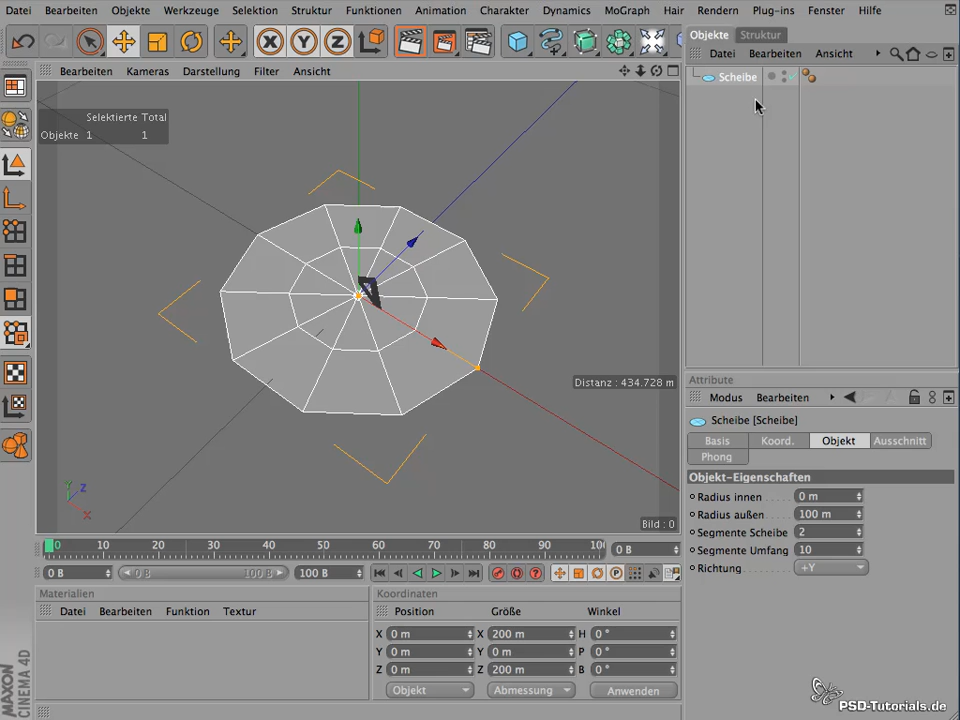 Datei Bearbeiten Objekte Werkzeuge Selektion Struktur Funktionen Animation Charakter Dynamics MoGraph Hair Rendern Plug-ins Fenster Hilfe
X Y Z
Objekte Struktur
Datei Bearbeiten Ansicht
Bearbeiten Kameras Darstellung Filter Ansicht
Scheibe
Selektierte Total
Objekte 1 1
Distanz : 434.728 m
Attribute
Modus Bearbeiten
Scheibe [Scheibe]
Basis Koord. Objekt Ausschnitt
Phong
Objekt-Eigenschaften
Radius innen 0 m
Radius außen 100 m
Segmente Scheibe 2
Segmente Umfang 10
Richtung +Y
Y Z X
Bild : 0
0 10 20 30 40 50 60 70 80 90 100 0 B
0 B 0 B 100 B 100 B
Materialien
Datei Bearbeiten Funktion Textur
Koordinaten
Position Größe Winkel
X 0 m X 200 m H 0 °
Y 0 m Y 0 m P 0 °
Z 0 m Z 200 m B 0 °
Objekt Abmessung Anwenden
MAXON CINEMA 4D
PSD-Tutorials.de